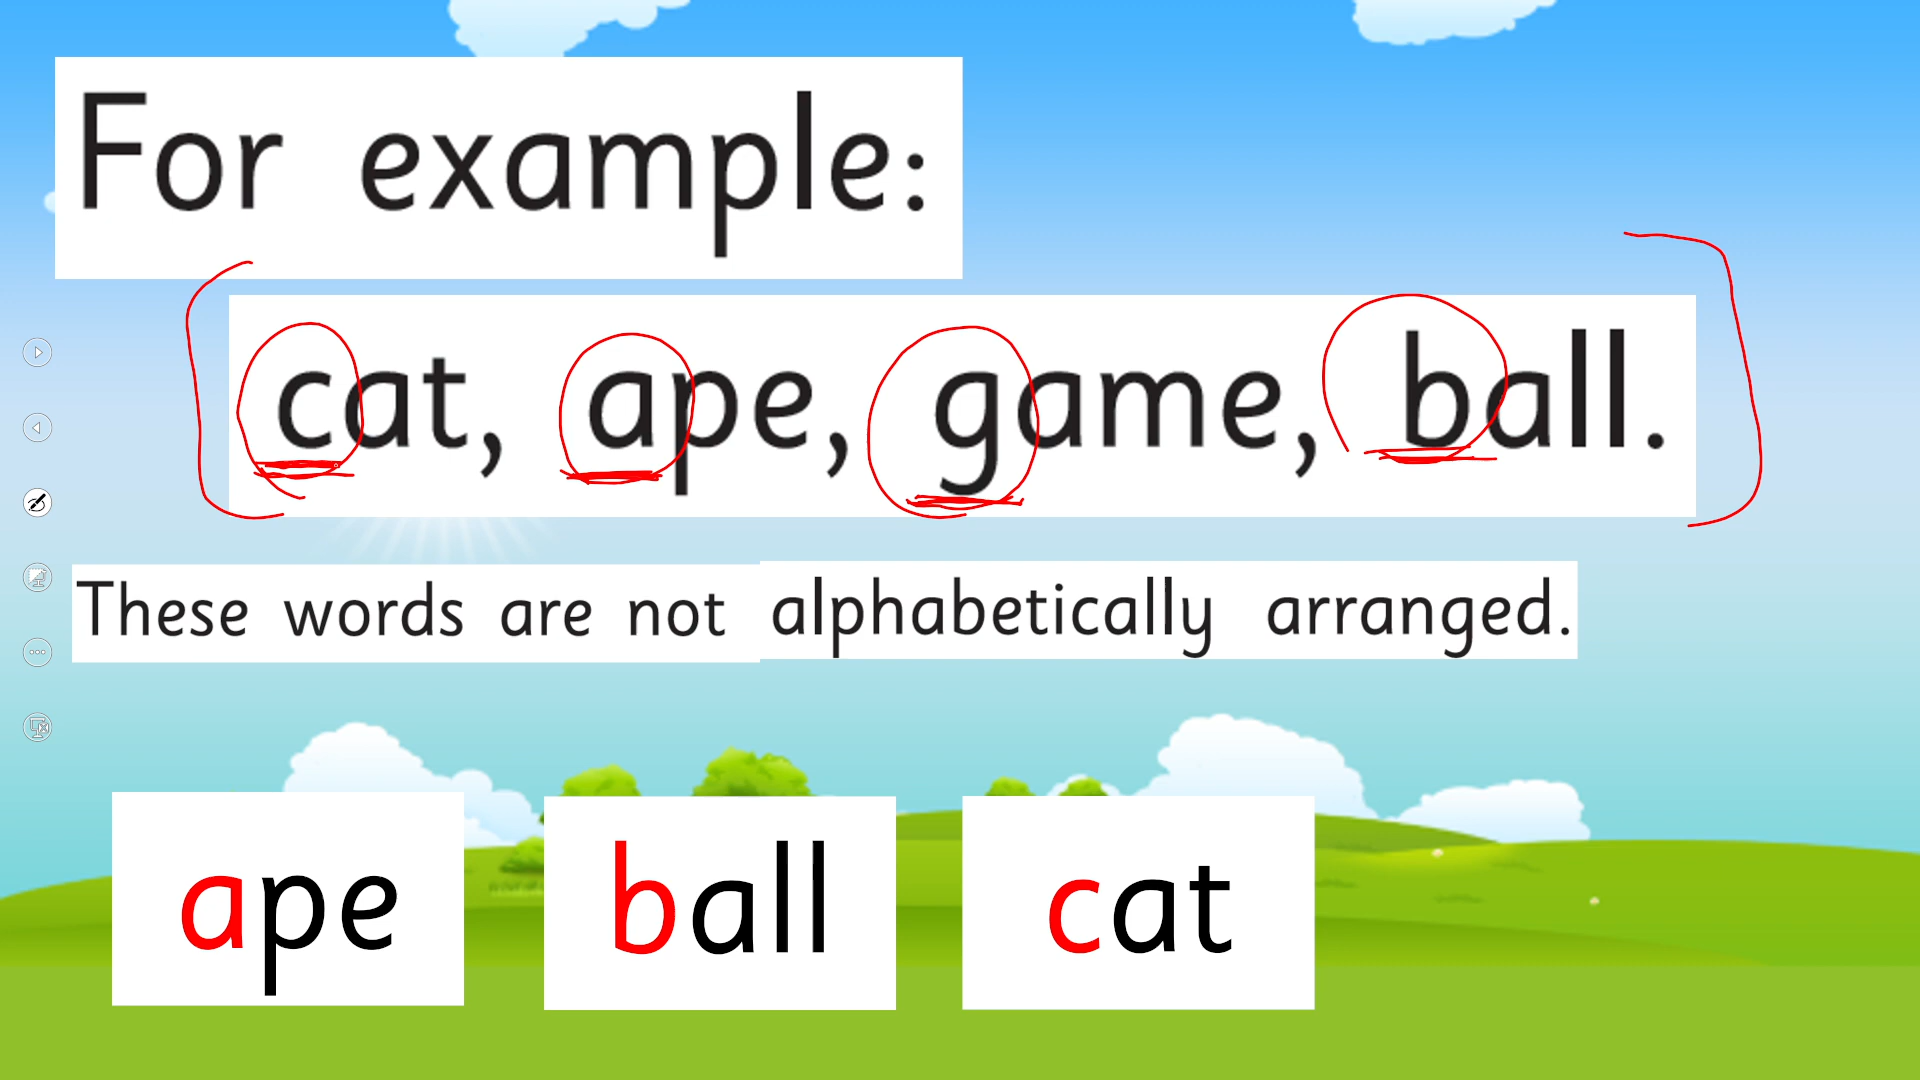 For example:
cat, ape, game, ball.
These words are not alphabetically arranged.
ape ball cat